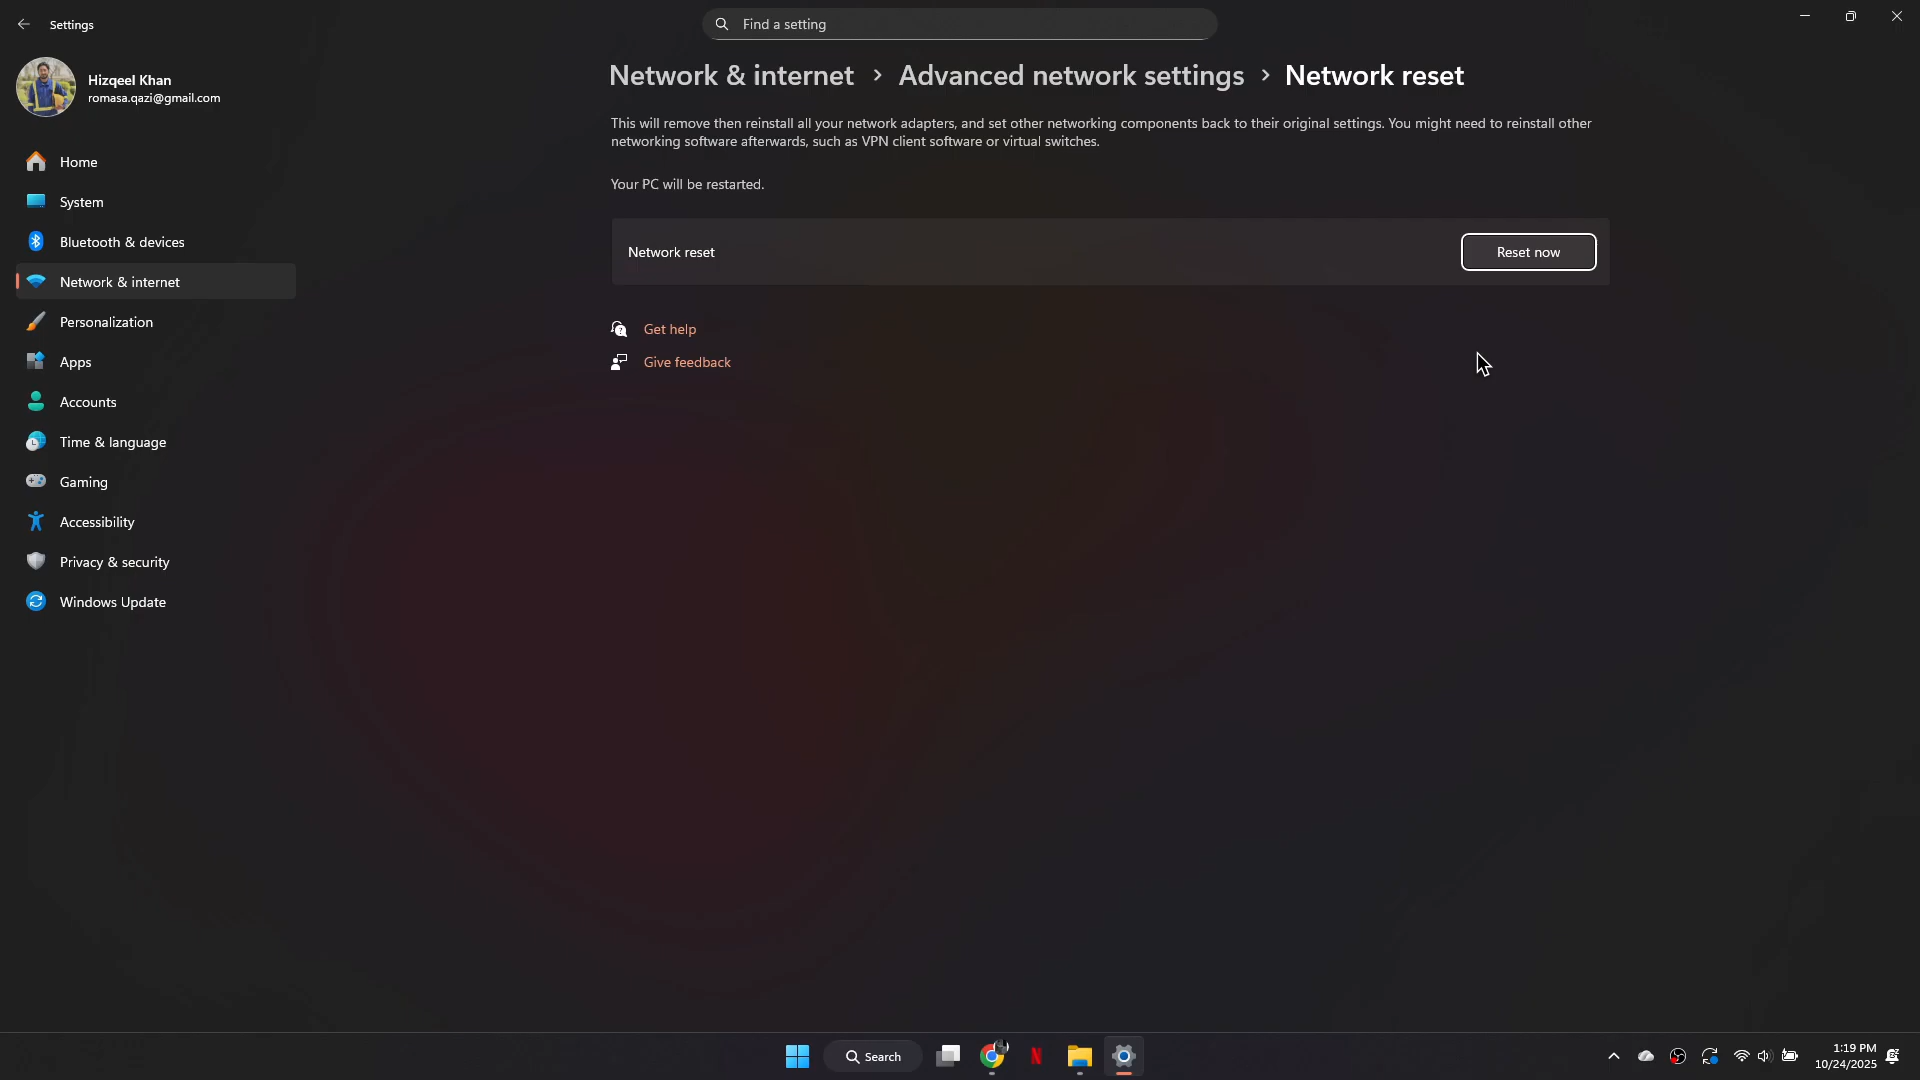 Settings
Find a setting
Hizqeel Khan
romasa.qazi@gmail.com
Home
System
Bluetooth & devices
Network & internet
Personalization
Apps
Accounts
Time & language
Gaming
Accessibility
Privacy & security
Windows Update
Network & internet > Advanced network settings > Network reset
This will remove then reinstall all your network adapters, and set other networking components back to their original settings. You might need to reinstall other
networking software afterwards, such as VPN client software or virtual switches.
Your PC will be restarted.
Network reset
Reset now
Get help
Give feedback
Search
1:19 PM
10/24/2025